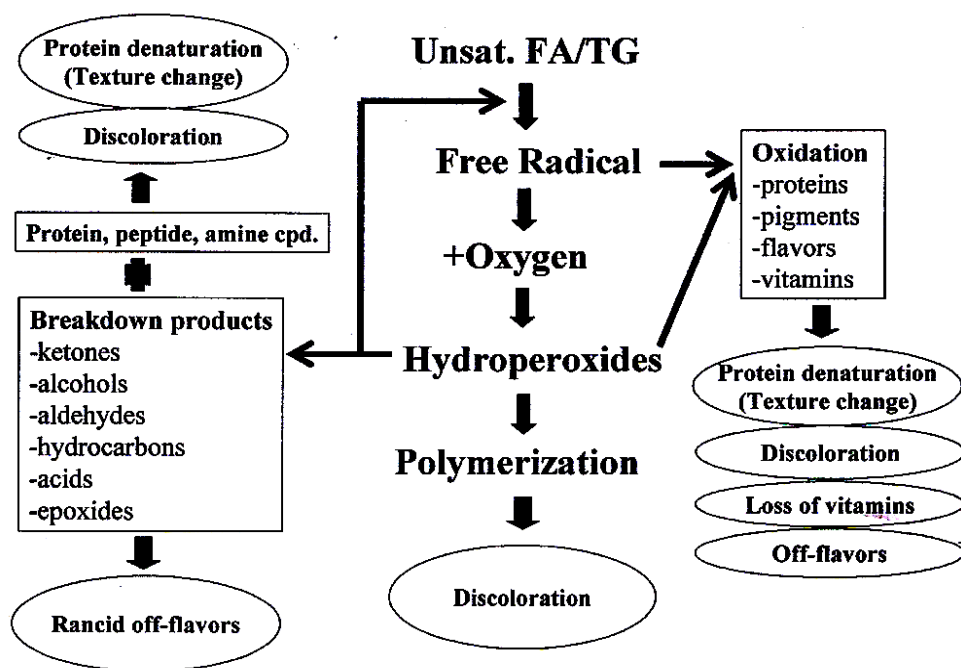 Protein denaturation
(Texture change)
Discoloration
Protein, peptide, amine cpd.
Breakdown products
-ketones
-alcohols
-aldehydes
-hydrocarbons
-acids
-epoxides
Rancid off-flavors
Unsat. FA/TG
Free Radical
+Oxygen
Hydroperoxides
Polymerization
Discoloration
Oxidation
-proteins
-pigments
-flavors
-vitamins
Protein denaturation
(Texture change)
Discoloration
Loss of vitamins
Off-flavors